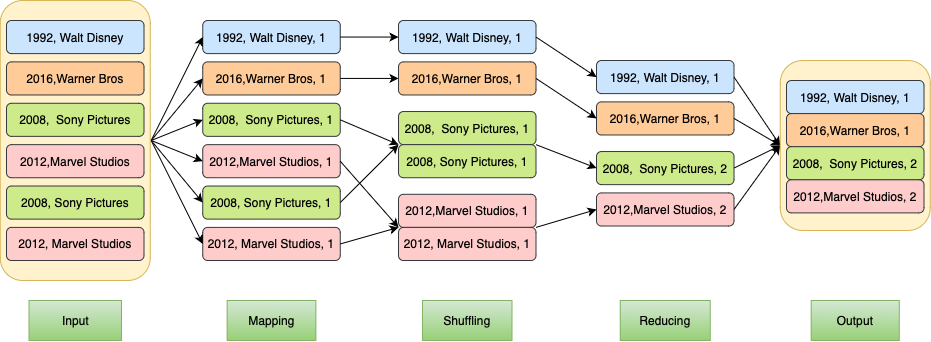 1992, Walt Disney
2016,Warner Bros
2008,  Sony Pictures
2012,Marvel Studios
2008, Sony Pictures
2012, Marvel Studios
1992, Walt Disney, 1
2016,Warner Bros, 1
2008,  Sony Pictures, 1
2012,Marvel Studios, 1
2008, Sony Pictures, 1
2012, Marvel Studios, 1
1992, Walt Disney, 1
2016,Warner Bros, 1
2008,  Sony Pictures, 1
2008, Sony Pictures, 1
2012,Marvel Studios, 1
2012, Marvel Studios, 1
1992, Walt Disney, 1
2016,Warner Bros, 1
2008,  Sony Pictures, 2
2012,Marvel Studios, 2
1992, Walt Disney, 1
2016,Warner Bros, 1
2008,  Sony Pictures, 2
2012,Marvel Studios, 2
Input
Mapping
Shuffling
Reducing
Output